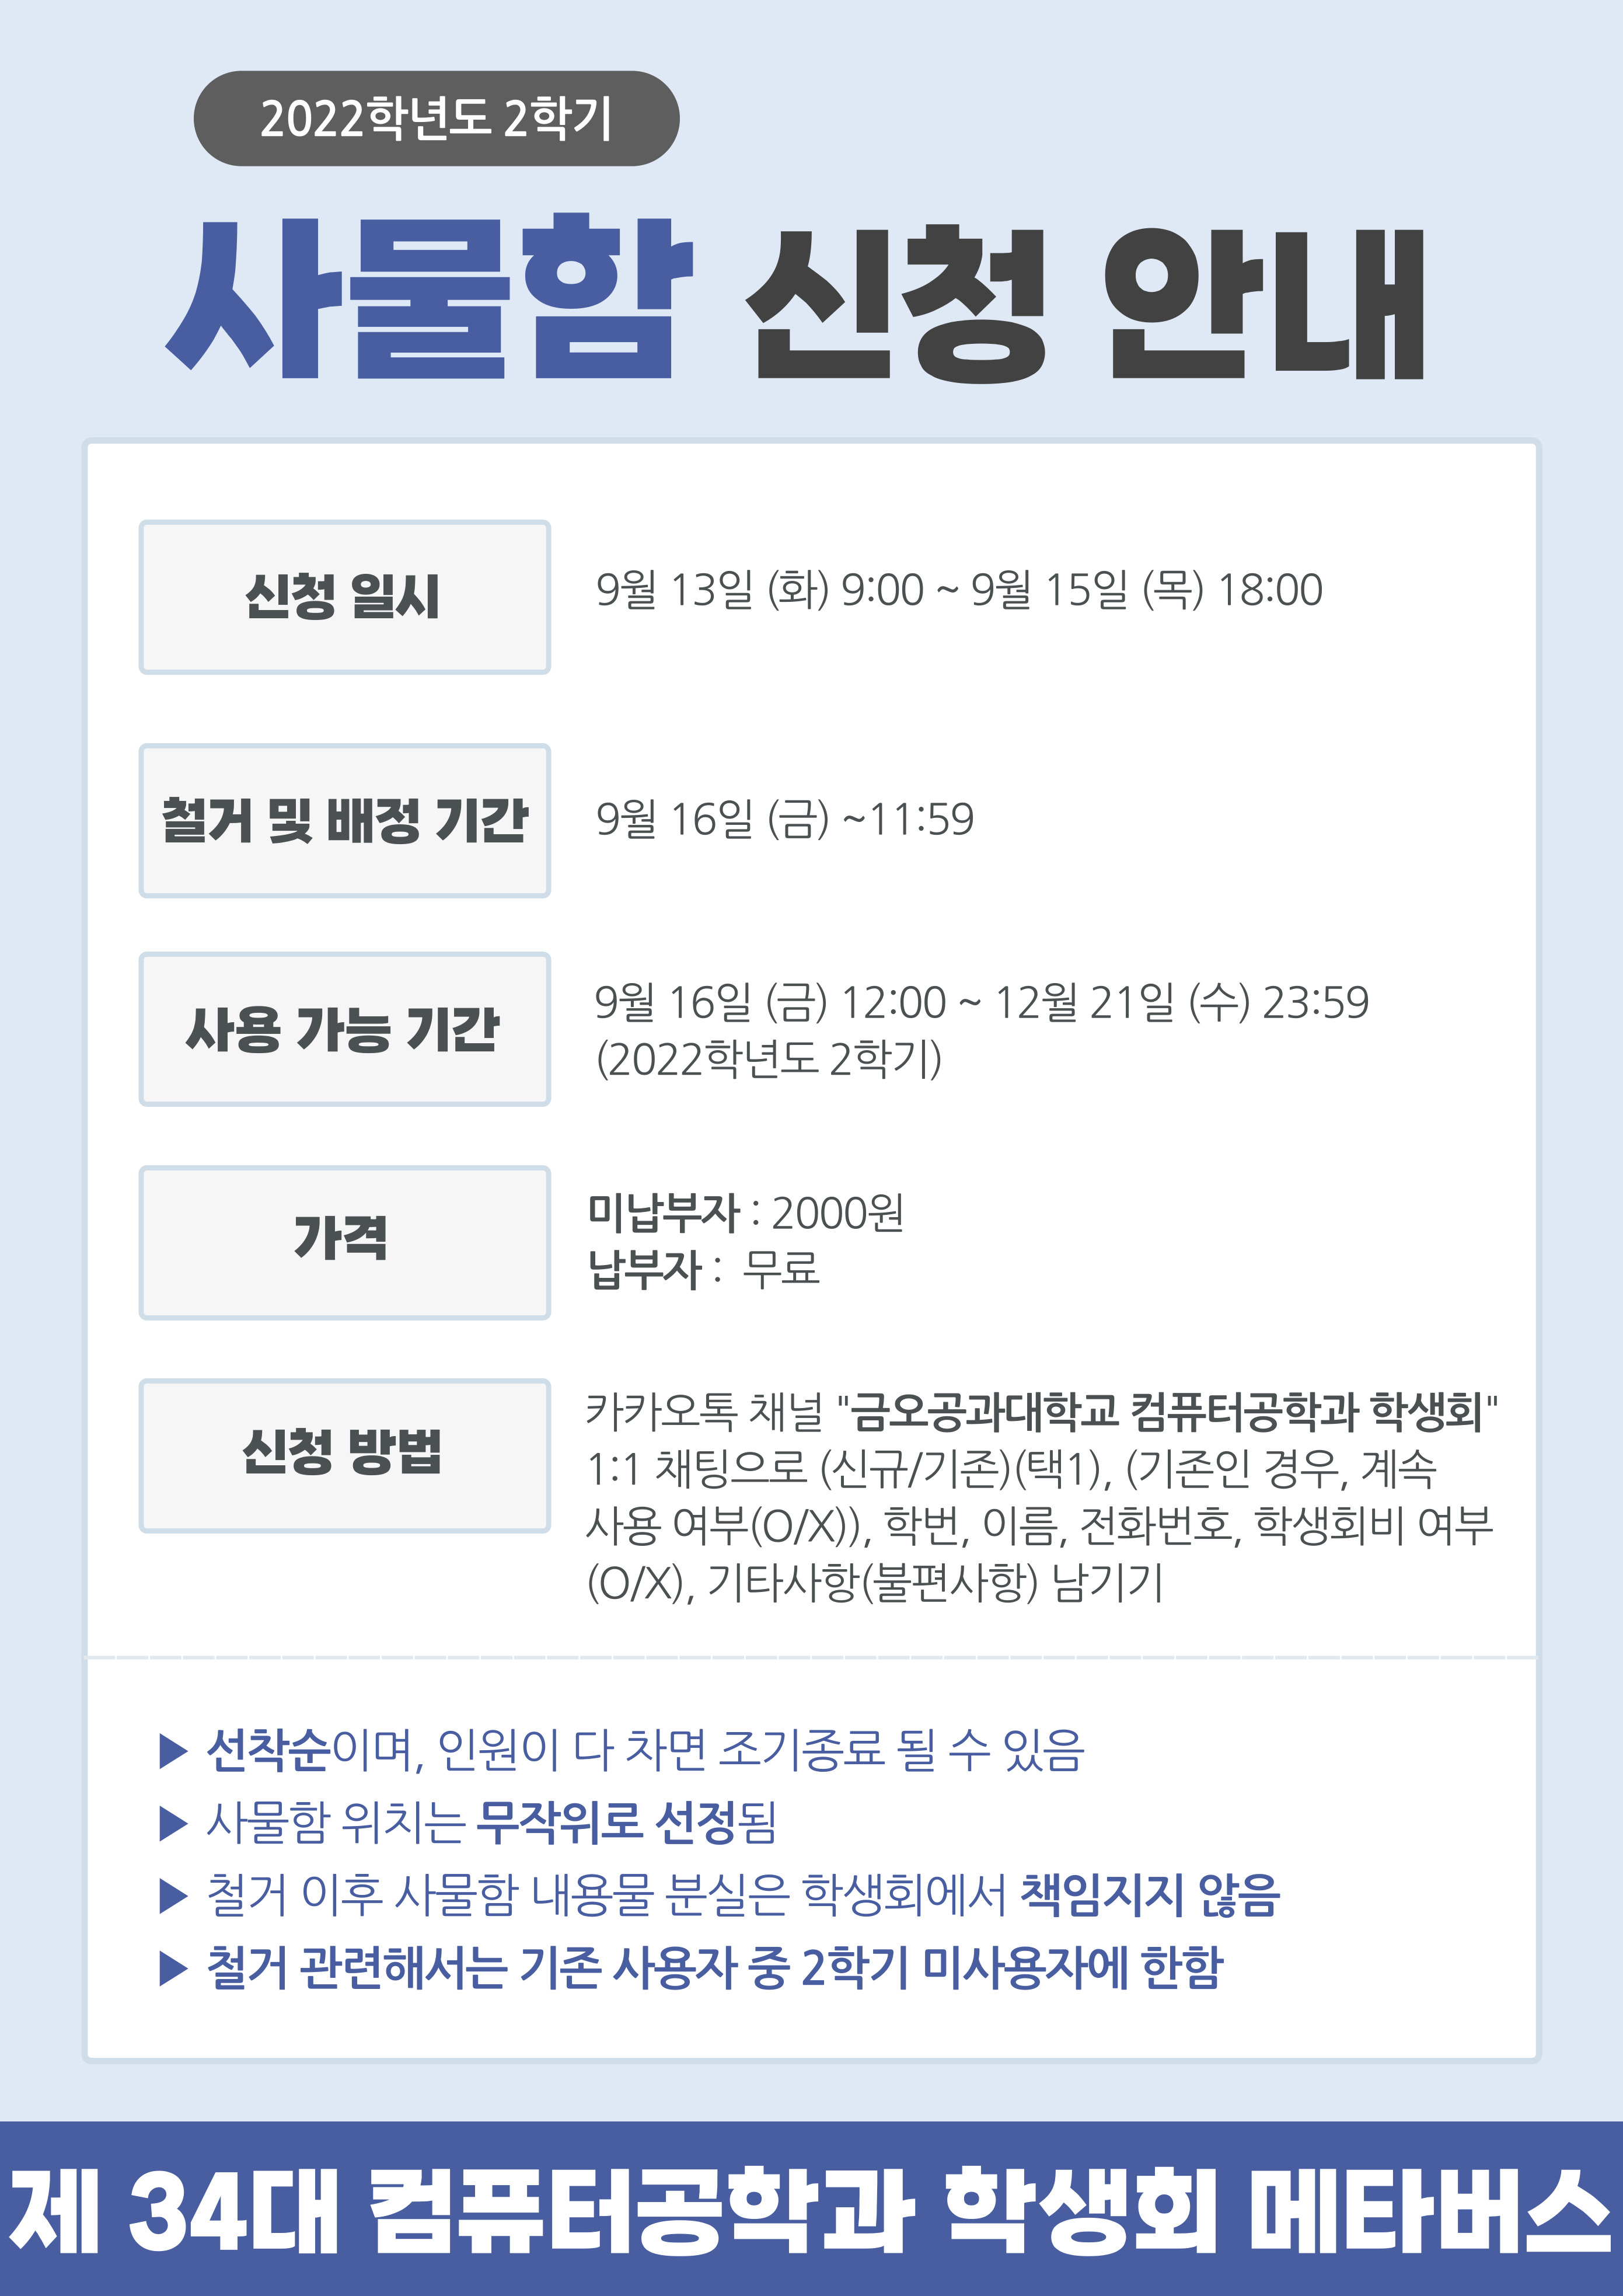 2022학년도 2학기
사물함 신청 안내
신청 일시
9월 13일 (화) 9:00 ~ 9월 15일 (목) 18:00
철거 및 배정 기간
9월 16일 (금) ~11:59
사용 가능 기간
9월 16일 (금) 12:00 ~ 12월 21일 (수) 23:59
(2022학년도 2학기)
가격
미납부자 : 2000원
납부자 : 무료
신청 방법
카카오톡 채널 "금오공과대학교 컴퓨터공학과 학생회"
1:1 채팅으로 (신규/기존)(택1), (기존인 경우, 계속
사용 여부(O/X)), 학번, 이름, 전화번호, 학생회비 여부
(O/X), 기타사항(불편사항) 남기기
▶ 선착순이며, 인원이 다 차면 조기종료 될 수 있음
▶ 사물함 위치는 무작위로 선정됨
▶ 철거 이후 사물함 내용물 분실은 학생회에서 책임지지 않음
▶ 철거 관련해서는 기존 사용자 중 2학기 미사용자에 한함
제 34대 컴퓨터공학과 학생회 메타버스